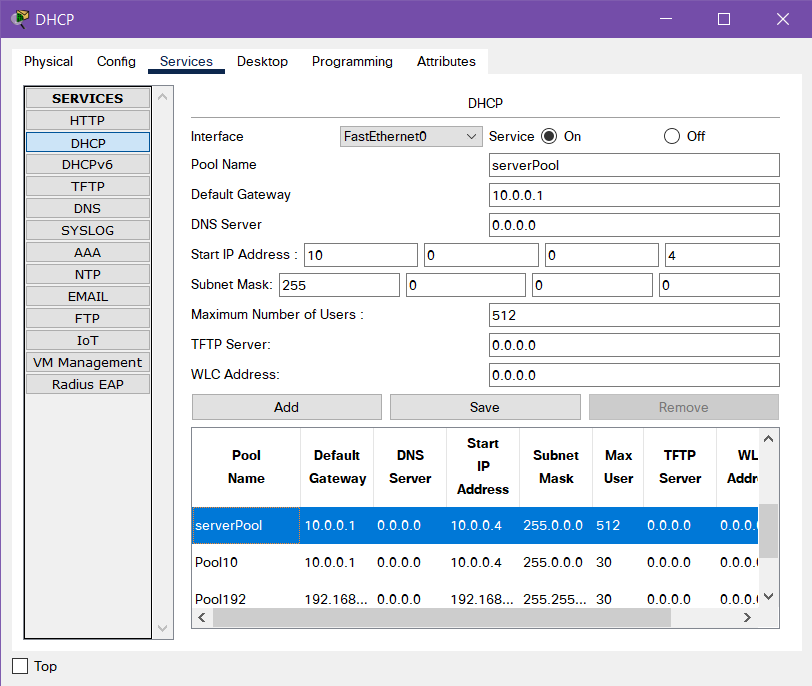 DHCP
Physical Config Services Desktop Programming Attributes
SERVICES
HTTP
DHCP
DHCPv6
TFTP
DNS
SYSLOG
AAA
NTP
EMAIL
FTP
IoT
VM Management
Radius EAP
DHCP
Interface FastEthernet0 Service On Off
Pool Name serverPool
Default Gateway 10.0.0.1
DNS Server 0.0.0.0
Start IP Address : 10 0 0 4
Subnet Mask: 255 0 0 0
Maximum Number of Users : 512
TFTP Server: 0.0.0.0
WLC Address: 0.0.0.0
Add Save Remove
Pool Name Default Gateway DNS Server Start IP Address Subnet Mask Max User TFTP Server WL Addr
serverPool 10.0.0.1 0.0.0.0 10.0.0.4 255.0.0.0 512 0.0.0.0 0.0.0.
Pool10 10.0.0.1 0.0.0.0 10.0.0.4 255.0.0.0 30 0.0.0.0 0.0.0.
Pool192 192.168... 0.0.0.0 192.168... 255.255... 30 0.0.0.0 0.0.0.
Top